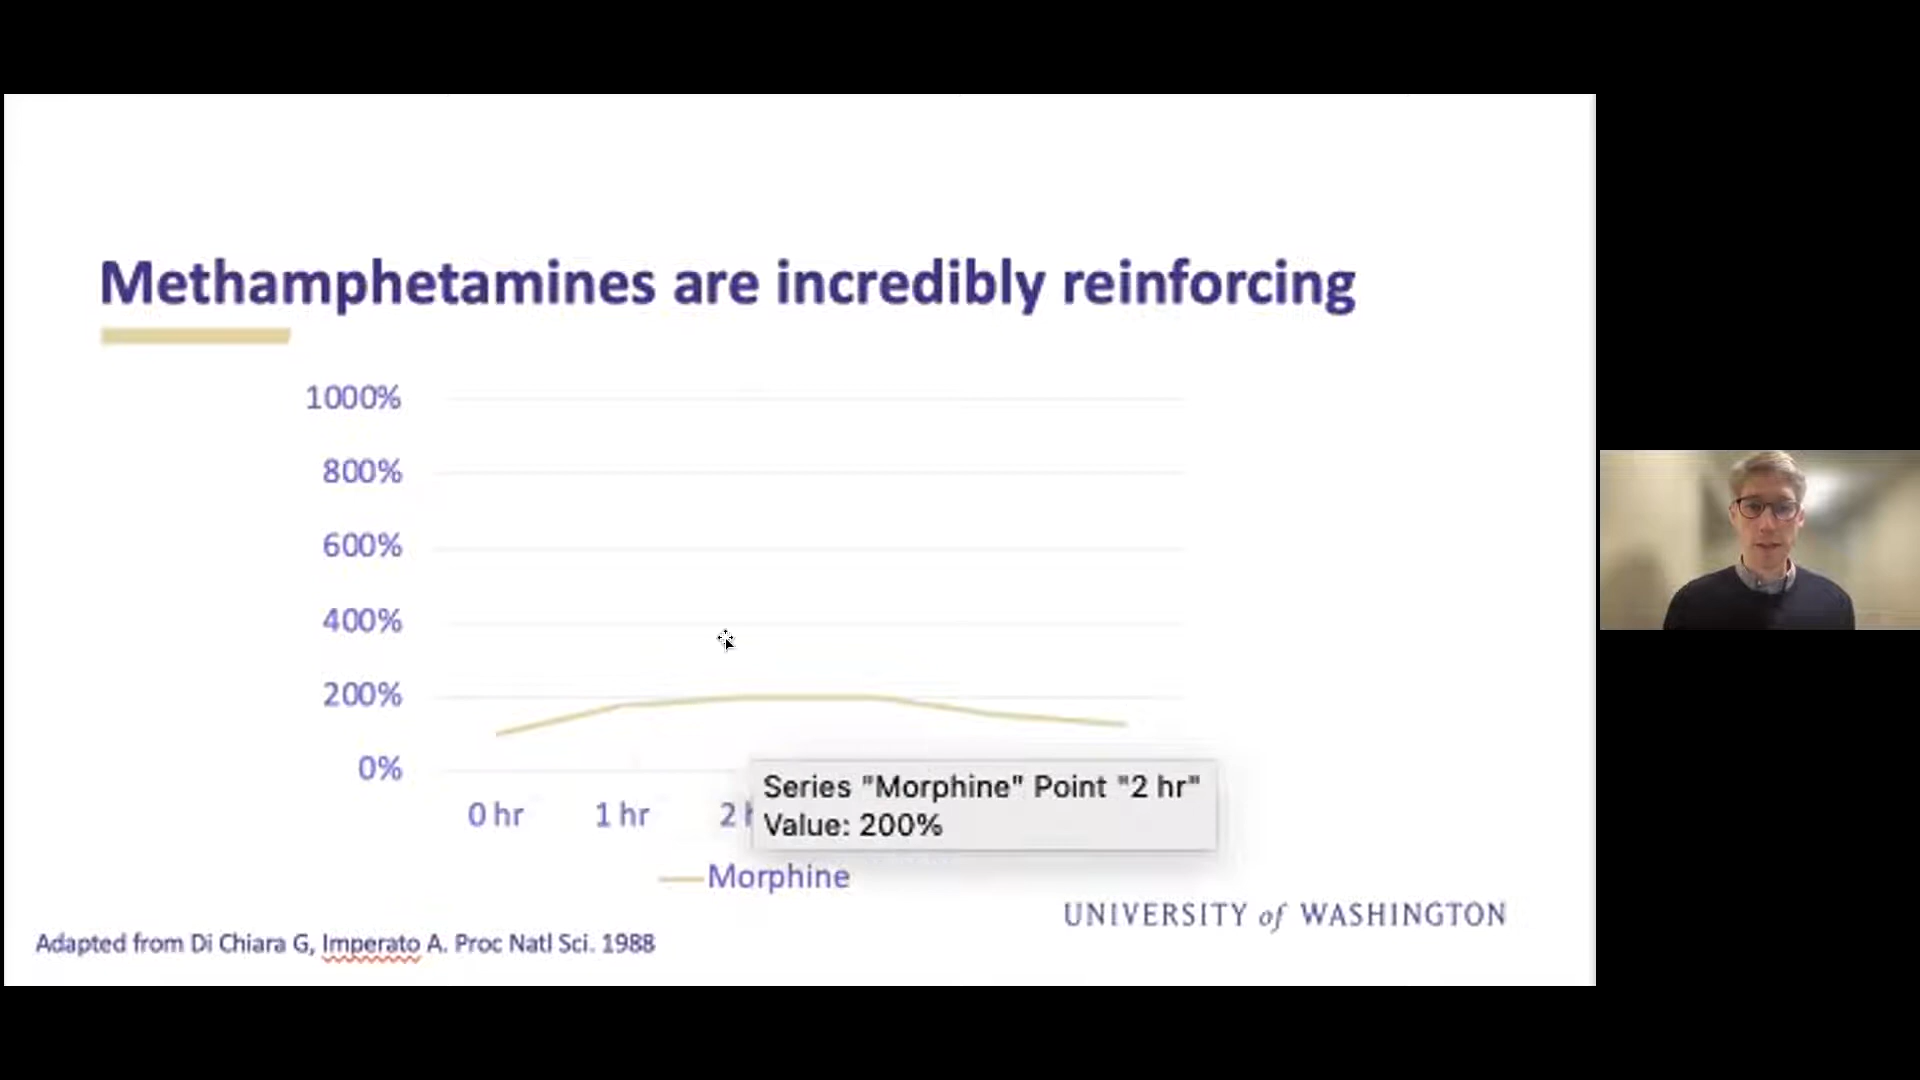 Methamphetamines are incredibly reinforcing
1000%
800%
600%
400%
200%
0%
0 hr 1 hr 2 h
Series "Morphine" Point "2 hr"
Value: 200%
Morphine
UNIVERSITY of WASHINGTON
Adapted from Di Chiara G, Imperato A. Proc Natl Sci. 1988